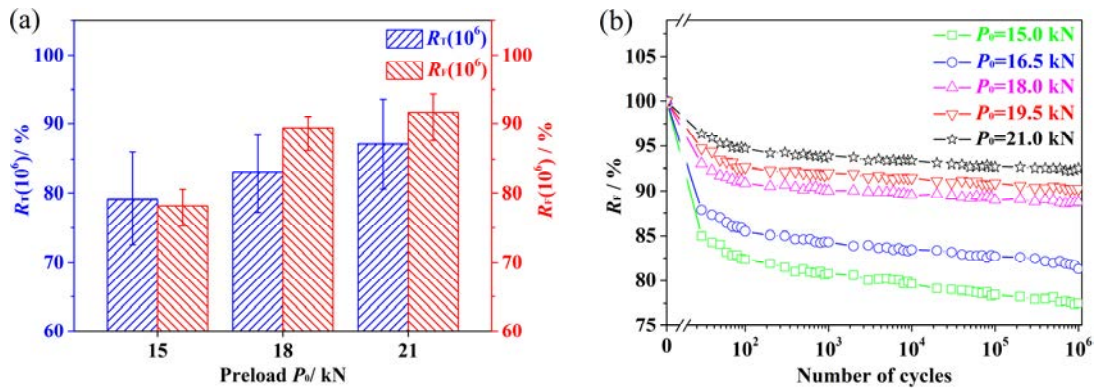 (a)
R_T(10^6)
R_F(10^6)
R_T(10^6)/ %
100
90
80
70
60
15 18 21
Preload P_0/ kN
100
90
80
70
60
R_F(10^6) / %
(b)
P_0=15.0 kN
P_0=16.5 kN
P_0=18.0 kN
P_0=19.5 kN
P_0=21.0 kN
R_F / %
105
100
95
90
85
80
75
0 10^2 10^3 10^4 10^5 10^6
Number of cycles